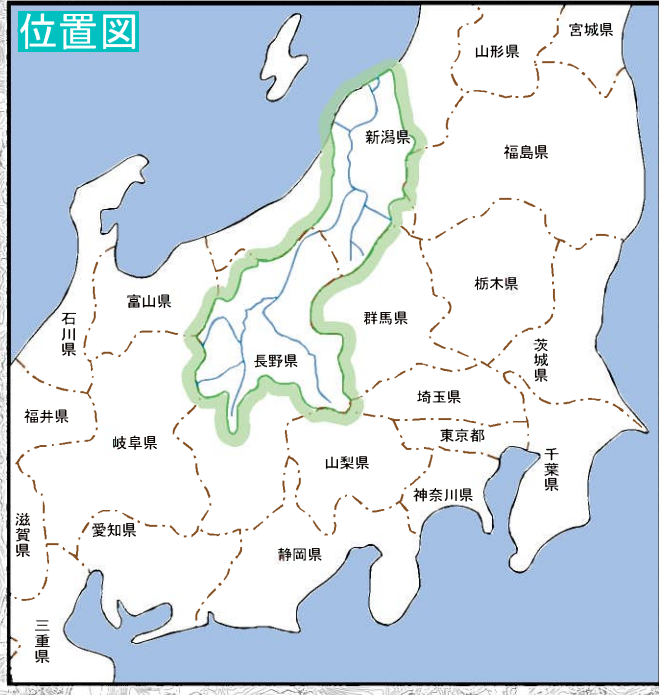 位置図
宮城県
山形県
新潟県
福島県
栃木県
富山県
群馬県
石川県
茨城県
長野県
埼玉県
福井県
東京都
岐阜県
山梨県
千葉県
神奈川県
滋賀県
愛知県
静岡県
三重県